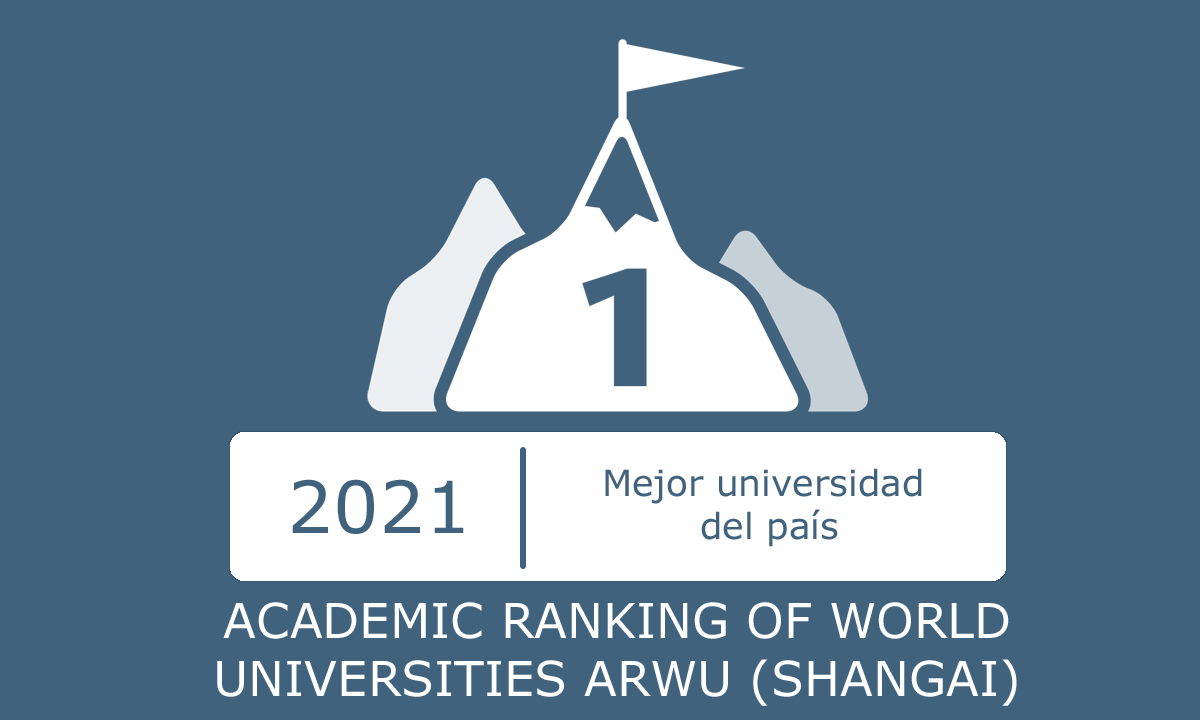 1
2021
Mejor universidad
del país
ACADEMIC RANKING OF WORLD
UNIVERSITIES ARWU (SHANGAI)